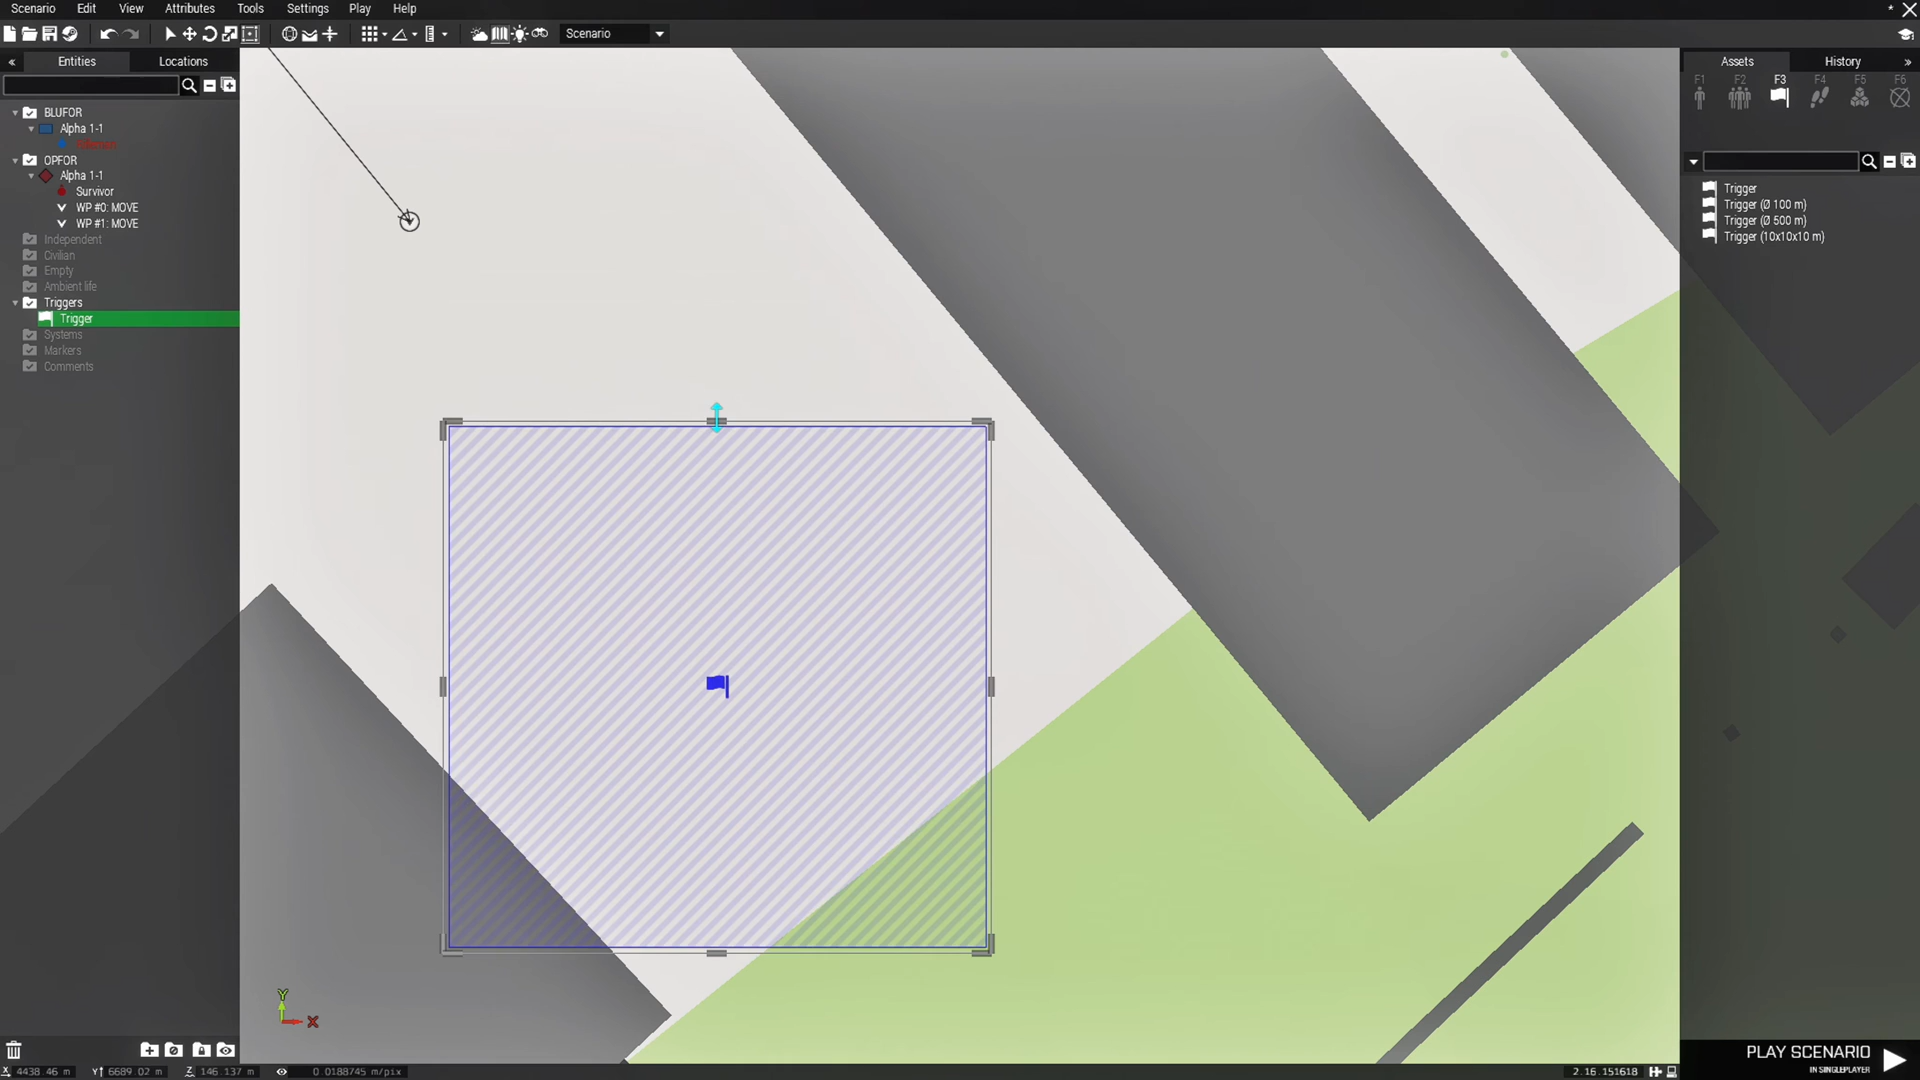 Scenario Edit View Attributes Tools Settings Play Help *
Scenario
Entities Locations
Assets History
F1 F2 F3 F4 F5 F6
BLUFOR
Alpha 1-1
OPFOR
Alpha 1-1
Survivor
WP #0: MOVE
WP #1: MOVE
Independent
Civilian
Empty
Ambient life
Triggers
Trigger
Systems
Markers
Comments
Trigger
Trigger (Ø 100 m)
Trigger (Ø 500 m)
Trigger (10x10x10 m)
Y
X
PLAY SCENARIO
IN SINGLEPLAYER
X 4438.46 m Y 6689.02 m Z 146.137 m 0.0188745 m/pix 2.16.151618